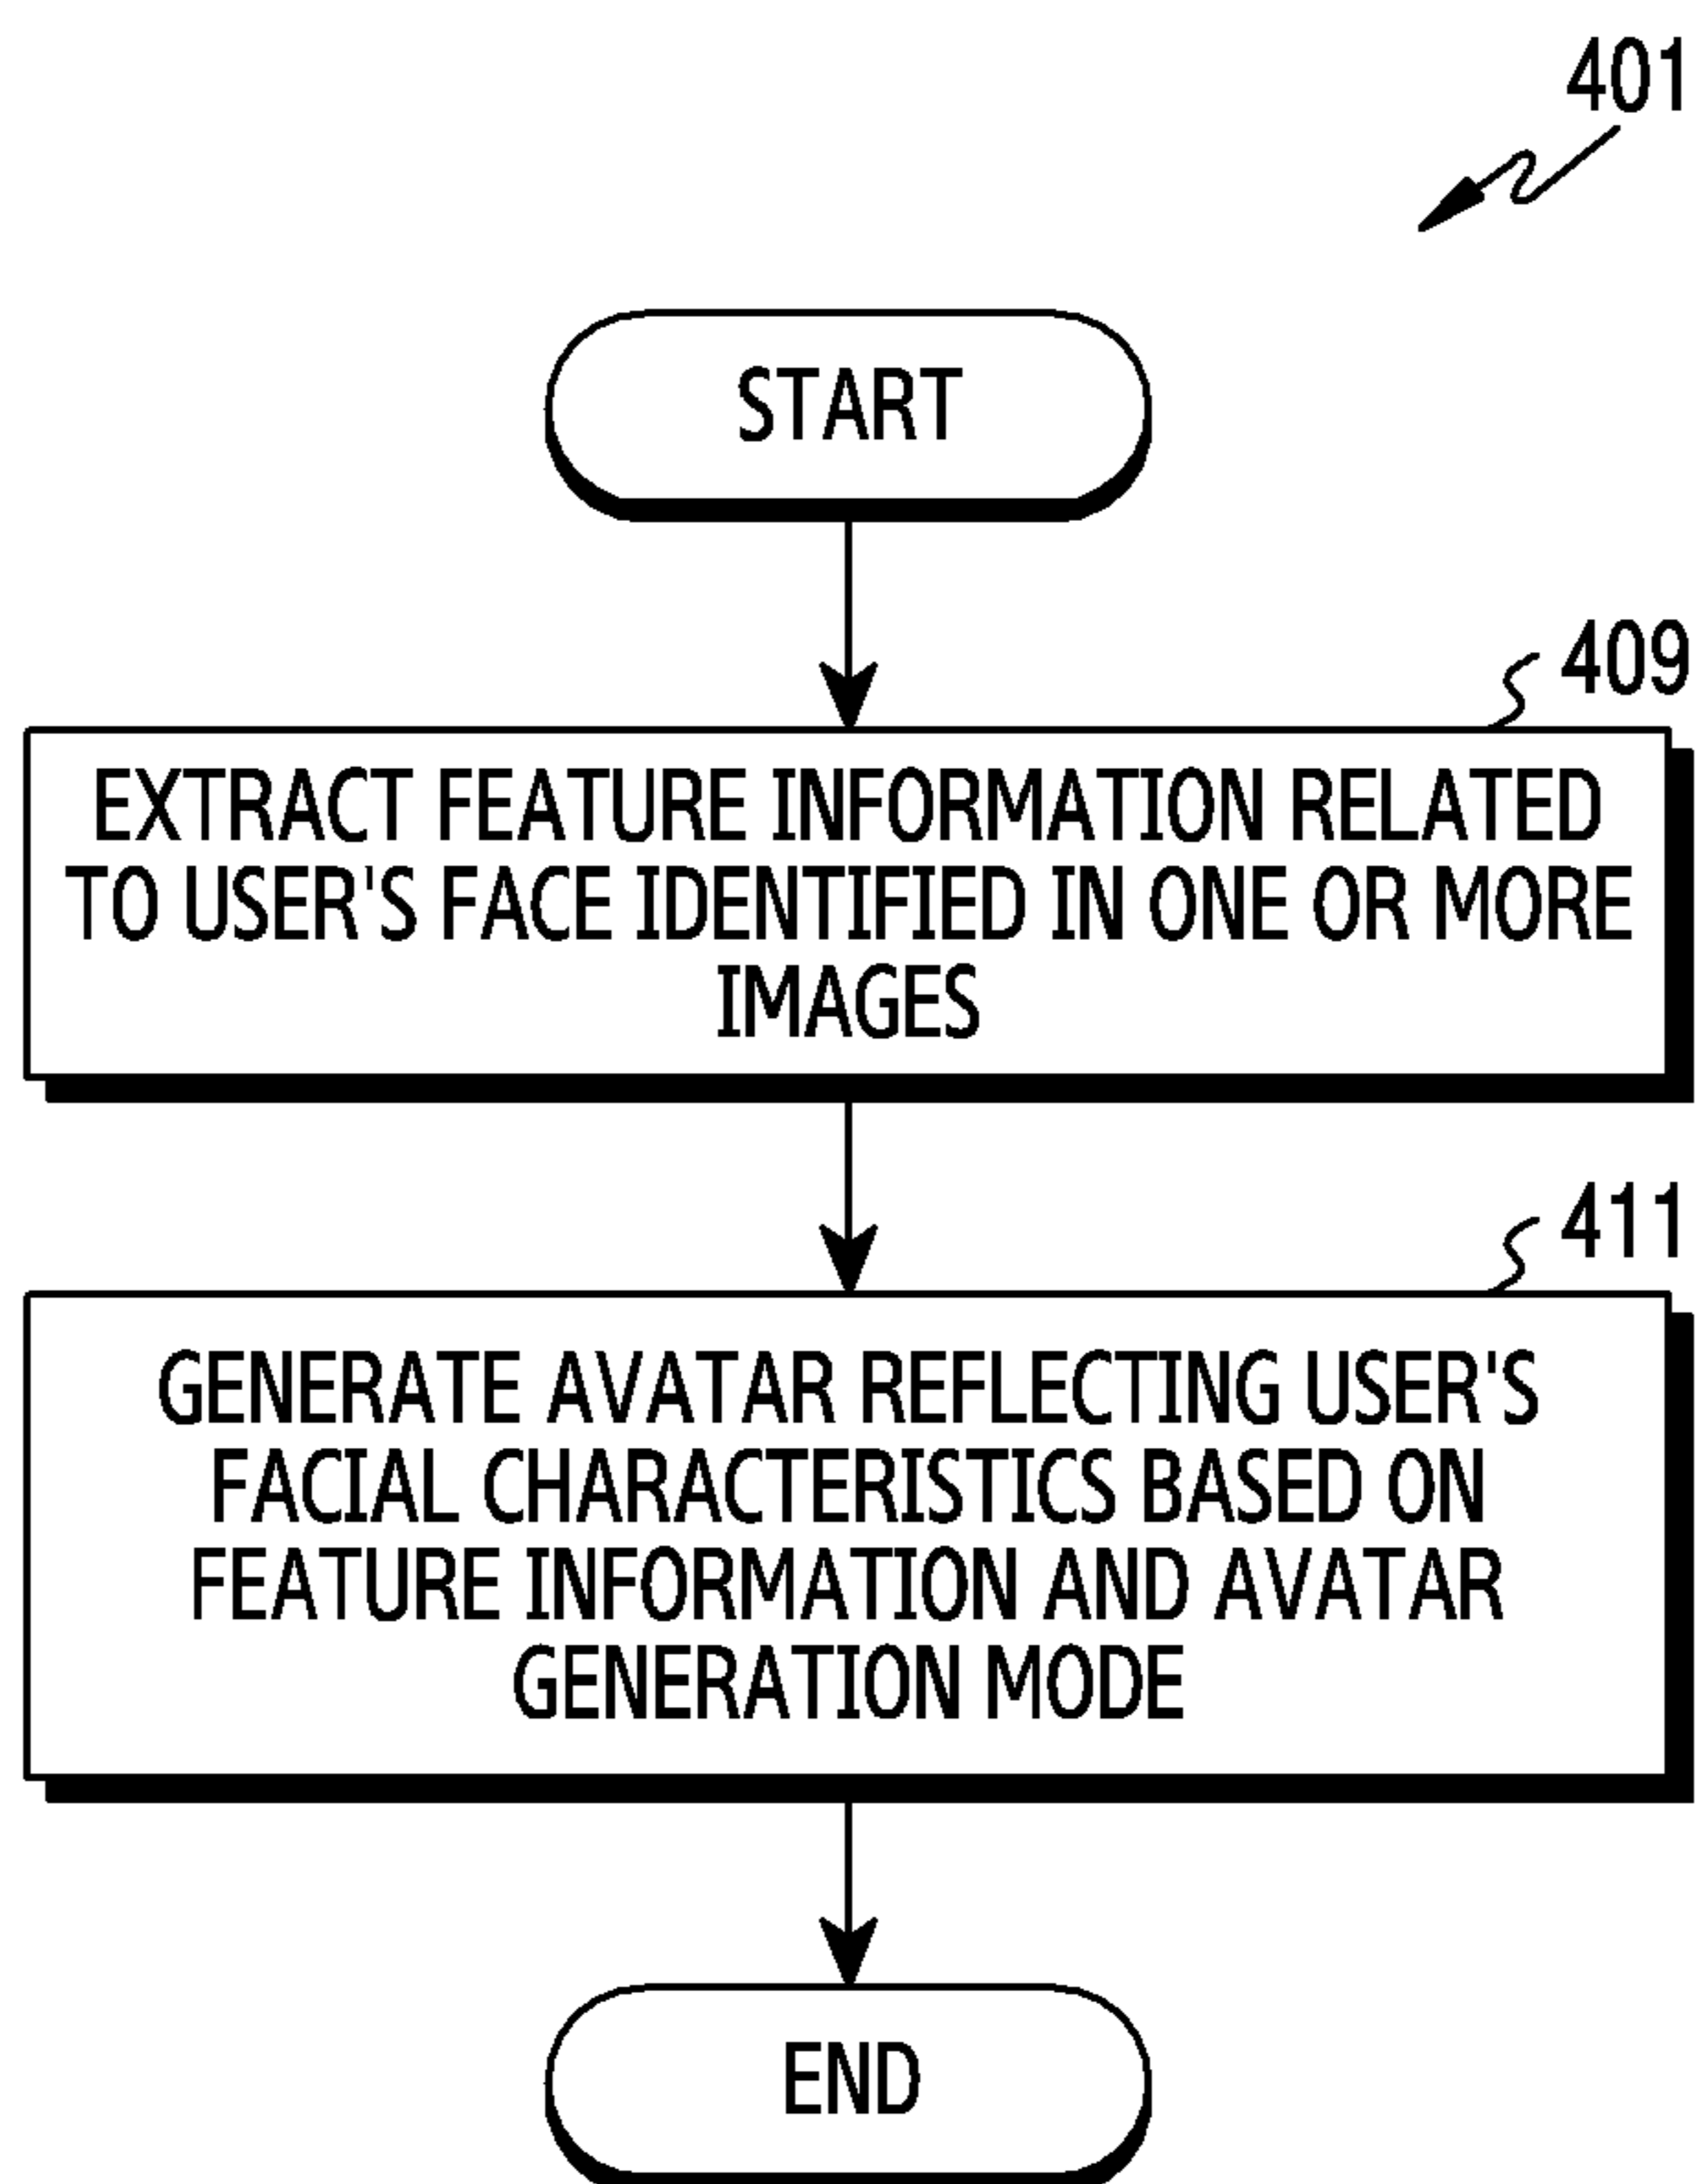 401
START
409
EXTRACT FEATURE INFORMATION RELATED
TO USER'S FACE IDENTIFIED IN ONE OR MORE
IMAGES
411
GENERATE AVATAR REFLECTING USER'S
FACIAL CHARACTERISTICS BASED ON
FEATURE INFORMATION AND AVATAR
GENERATION MODE
END